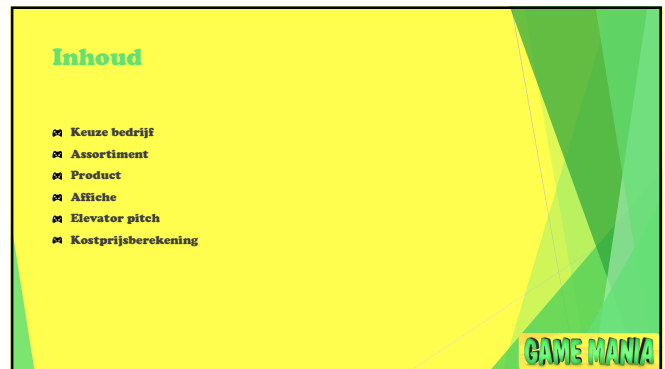 Inhoud
Keuze bedrijf
Assortiment
Product
Affiche
Elevator pitch
Kostprijsberekening
GAME MANIA